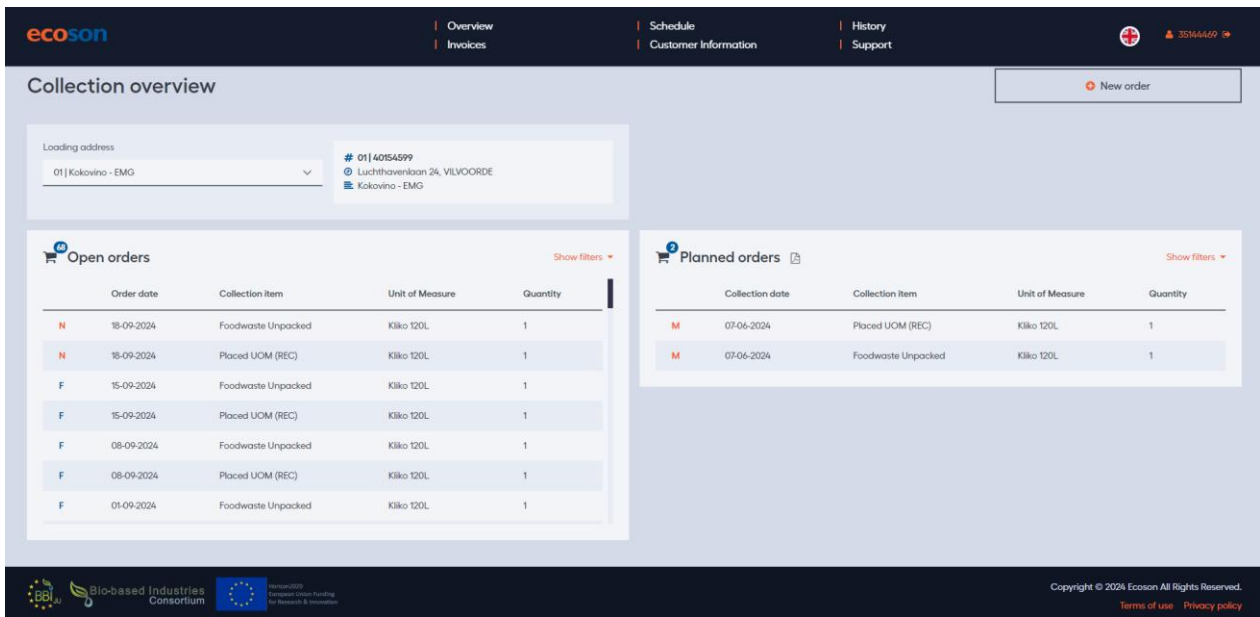 ecoson
Overview
Invoices
Schedule
Customer Information
History
Support
35144469
Collection overview
New order
Loading address
01 | Kokovino - EMG
# 01 | 40154599
Luchthavenlaan 24, VILVOORDE
Kokovino - EMG
68 Open orders
Show filters
Order date Collection item Unit of Measure Quantity
N 18-09-2024 Foodwaste Unpacked Kliko 120L 1
N 18-09-2024 Placed UOM (REC) Kliko 120L 1
F 15-09-2024 Foodwaste Unpacked Kliko 120L 1
F 15-09-2024 Placed UOM (REC) Kliko 120L 1
F 08-09-2024 Foodwaste Unpacked Kliko 120L 1
F 08-09-2024 Placed UOM (REC) Kliko 120L 1
F 01-09-2024 Foodwaste Unpacked Kliko 120L 1
2 Planned orders
Show filters
Collection date Collection item Unit of Measure Quantity
M 07-06-2024 Placed UOM (REC) Kliko 120L 1
M 07-06-2024 Foodwaste Unpacked Kliko 120L 1
BBI JU
Bio-based Industries
Consortium
Horizon2020
European Union Funding
for Research & Innovation
Copyright © 2024 Ecoson All Rights Reserved.
Terms of use Privacy policy